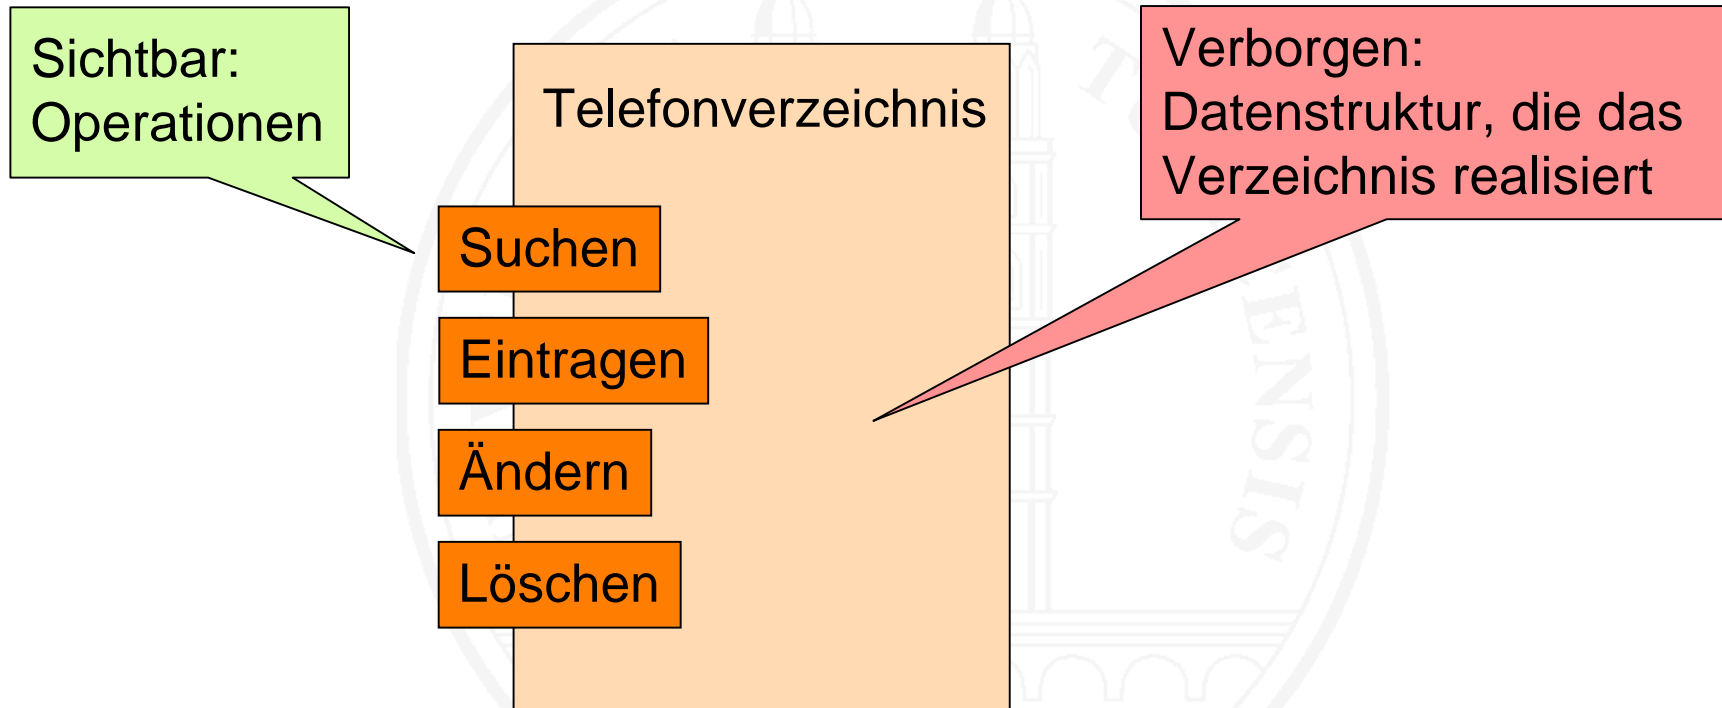 Sichtbar:
Operationen
Telefonverzeichnis
Verborgen:
Datenstruktur, die das
Verzeichnis realisiert
Suchen
Eintragen
Ändern
Löschen